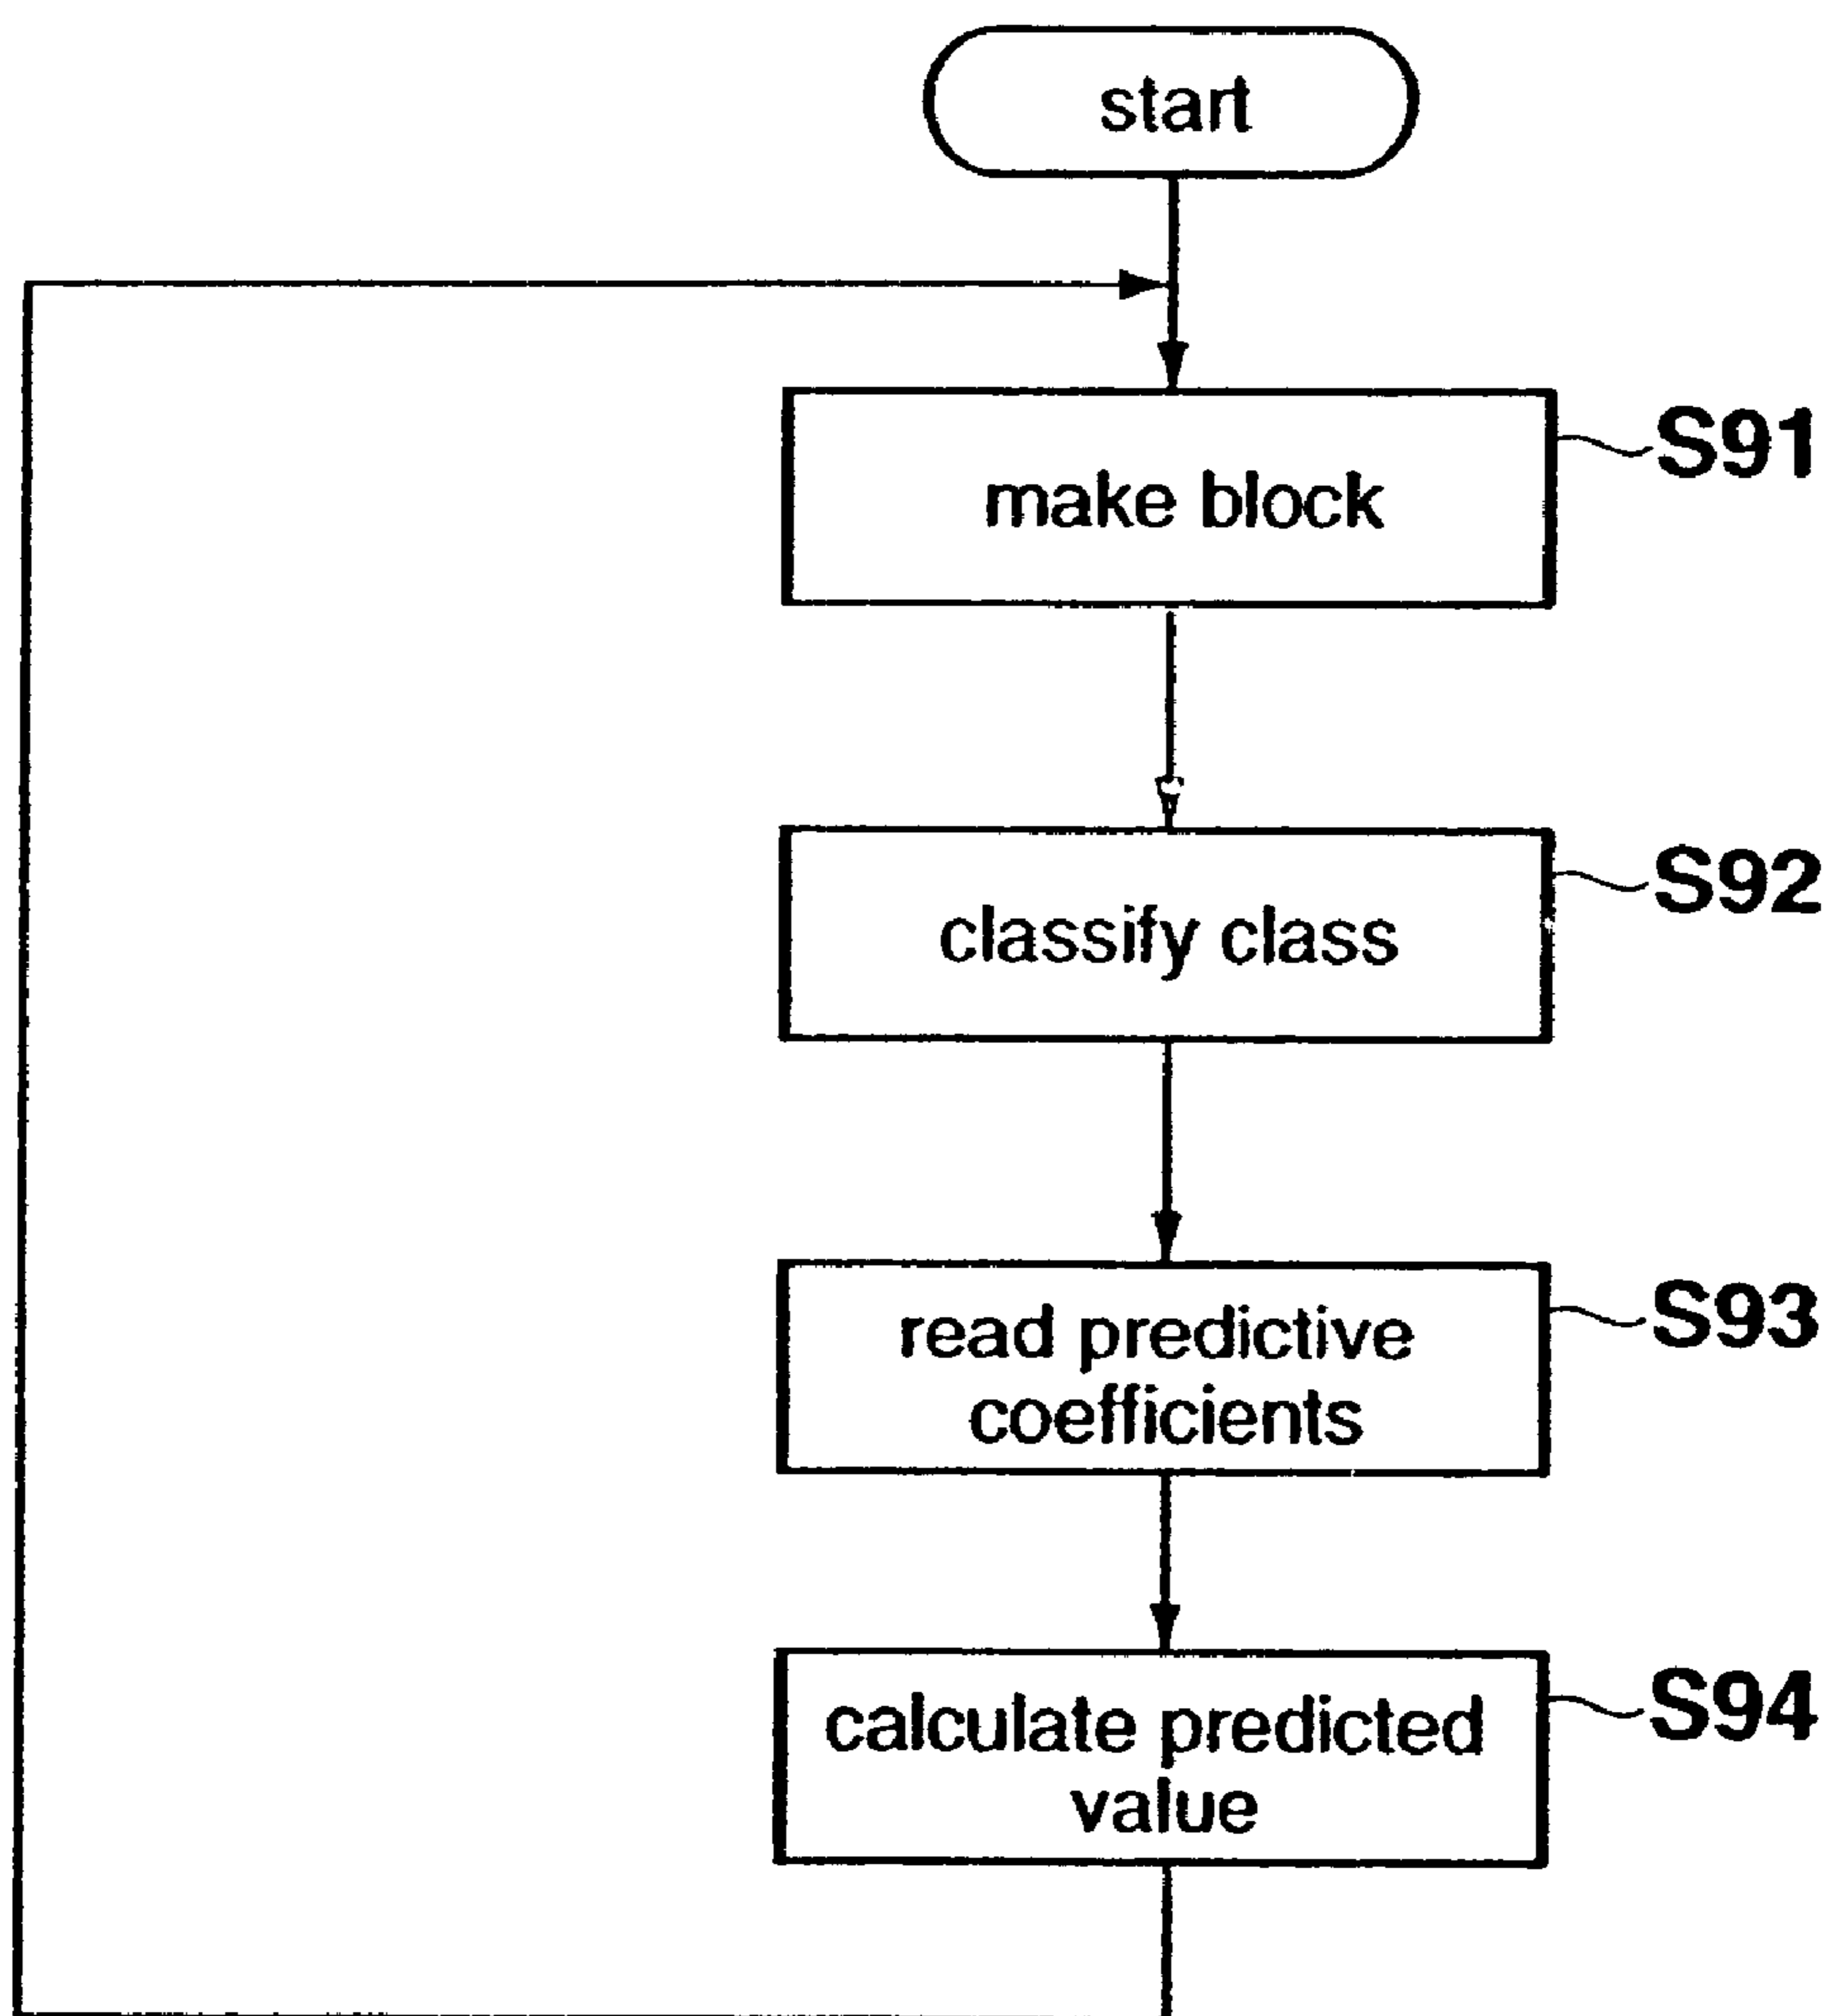 start
make block
S91
classify class
S92
read predictive
coefficients
S93
calculate predicted
value
S94